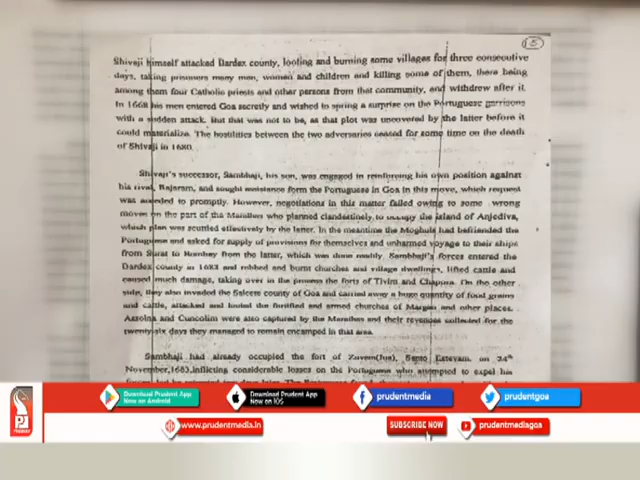 5
Shivaji himself attacked Dardex county, looting and burning some villages for three consecutive
days, taking prisoners many men, women and children and killing some of them, there being
among them four Catholic priests and other persons from that community, and withdrew after it.
In 1668 his men entered Goa secretly and wished to spring a surprise on the Portuguese garrisons
with a sudden attack. But that was not to be, as that plot was uncovered by the latter before it
could materialize. The hostilities between the two adversaries ceased for some time on the death
of Shivaji in 1680.
Shivaji's successor, Sambhaji, his son, was engaged in reinforcing his own position against
his rival, Rajaram, and sought assistance form the Portuguese in Goa in this move, which request
was acceded to promptly. However, negotiations in this matter failed owing to some wrong
moves on the part of the Marathas who planned clandestinely to occupy the island of Anjediva,
which plan was scuttled effectively by the latter. In the meantime the Moghuls had befriended the
Portuguese and asked for supply of provisions for themselves and unharmed voyage to their ships
from Surat to Bombay from the latter, which was done readily. Sambhaji's forces entered the
Dardex county in 1683 and robbed and burnt churches and village dwellings, lifted cattle and
caused much damage, taking over in the process the forts of Tivim and Chapora. On the other
side, they also invaded the Salcete county of Goa and carried away a huge quantity of food grains
and cattle, attacked and looted the fortified and armed churches of Margao and other places.
Assolna and Cuncolim were also captured by the Marathas and their revenues collected for the
twenty-six days they managed to remain encamped in that area.
Sambhaji had already occupied the fort of Santo Estevam, on 24th
November, 1683, inflicting considerable losses on the Portuguese who attempted to expel his
Download Prudent App
Now on Android
Download Prudent App
Now on IOS
prudentmedia
prudentgoa
www.prudentmedia.in
SUBSCRIBE NOW
prudentmediagoa